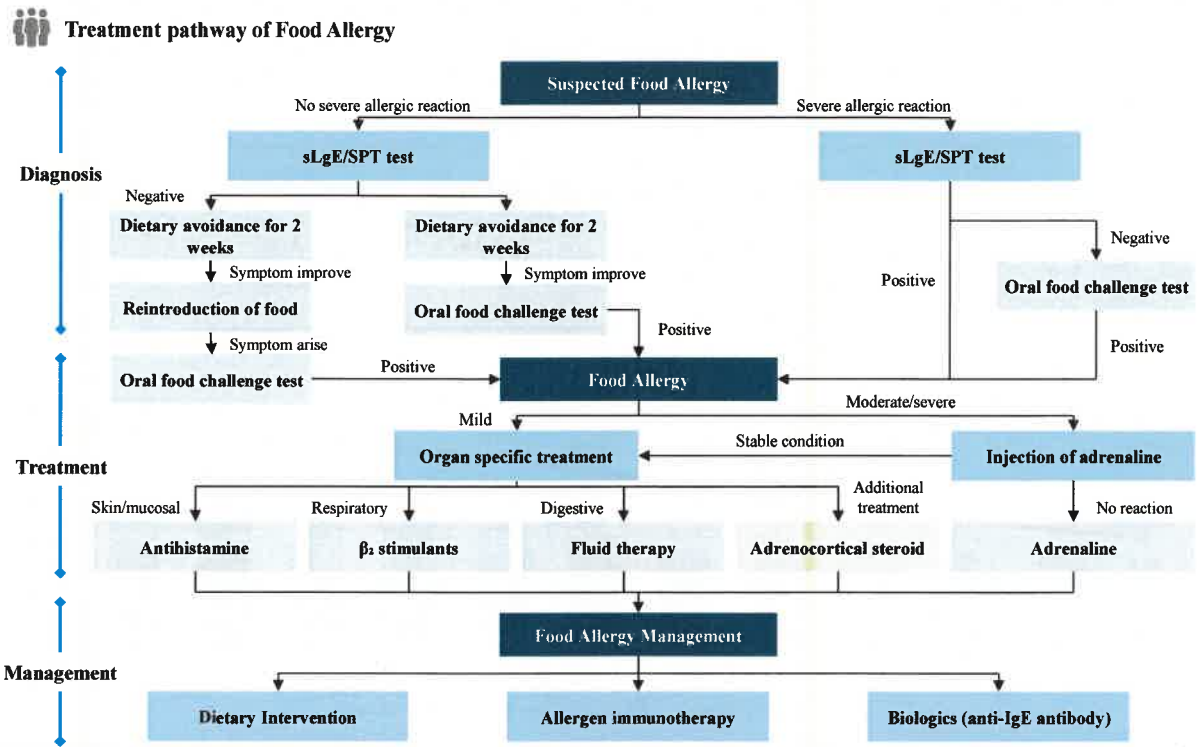 Treatment pathway of Food Allergy
Suspected Food Allergy
No severe allergic reaction
Severe allergic reaction
sLgE/SPT test
sLgE/SPT test
Diagnosis
Negative
Dietary avoidance for 2
weeks
Dietary avoidance for 2
weeks
Negative
Symptom improve
Symptom improve
Positive
Oral food challenge test
Reintroduction of food
Oral food challenge test
Positive
Symptom arise
Positive
Oral food challenge test
Positive
Food Allergy
Mild
Moderate/severe
Treatment
Organ specific treatment
Stable condition
Injection of adrenaline
Skin/mucosal
Respiratory
Digestive
Additional
treatment
No reaction
Antihistamine
β₂ stimulants
Fluid therapy
Adrenocortical steroid
Adrenaline
Food Allergy Management
Management
Dietary Intervention
Allergen immunotherapy
Biologics (anti-IgE antibody)